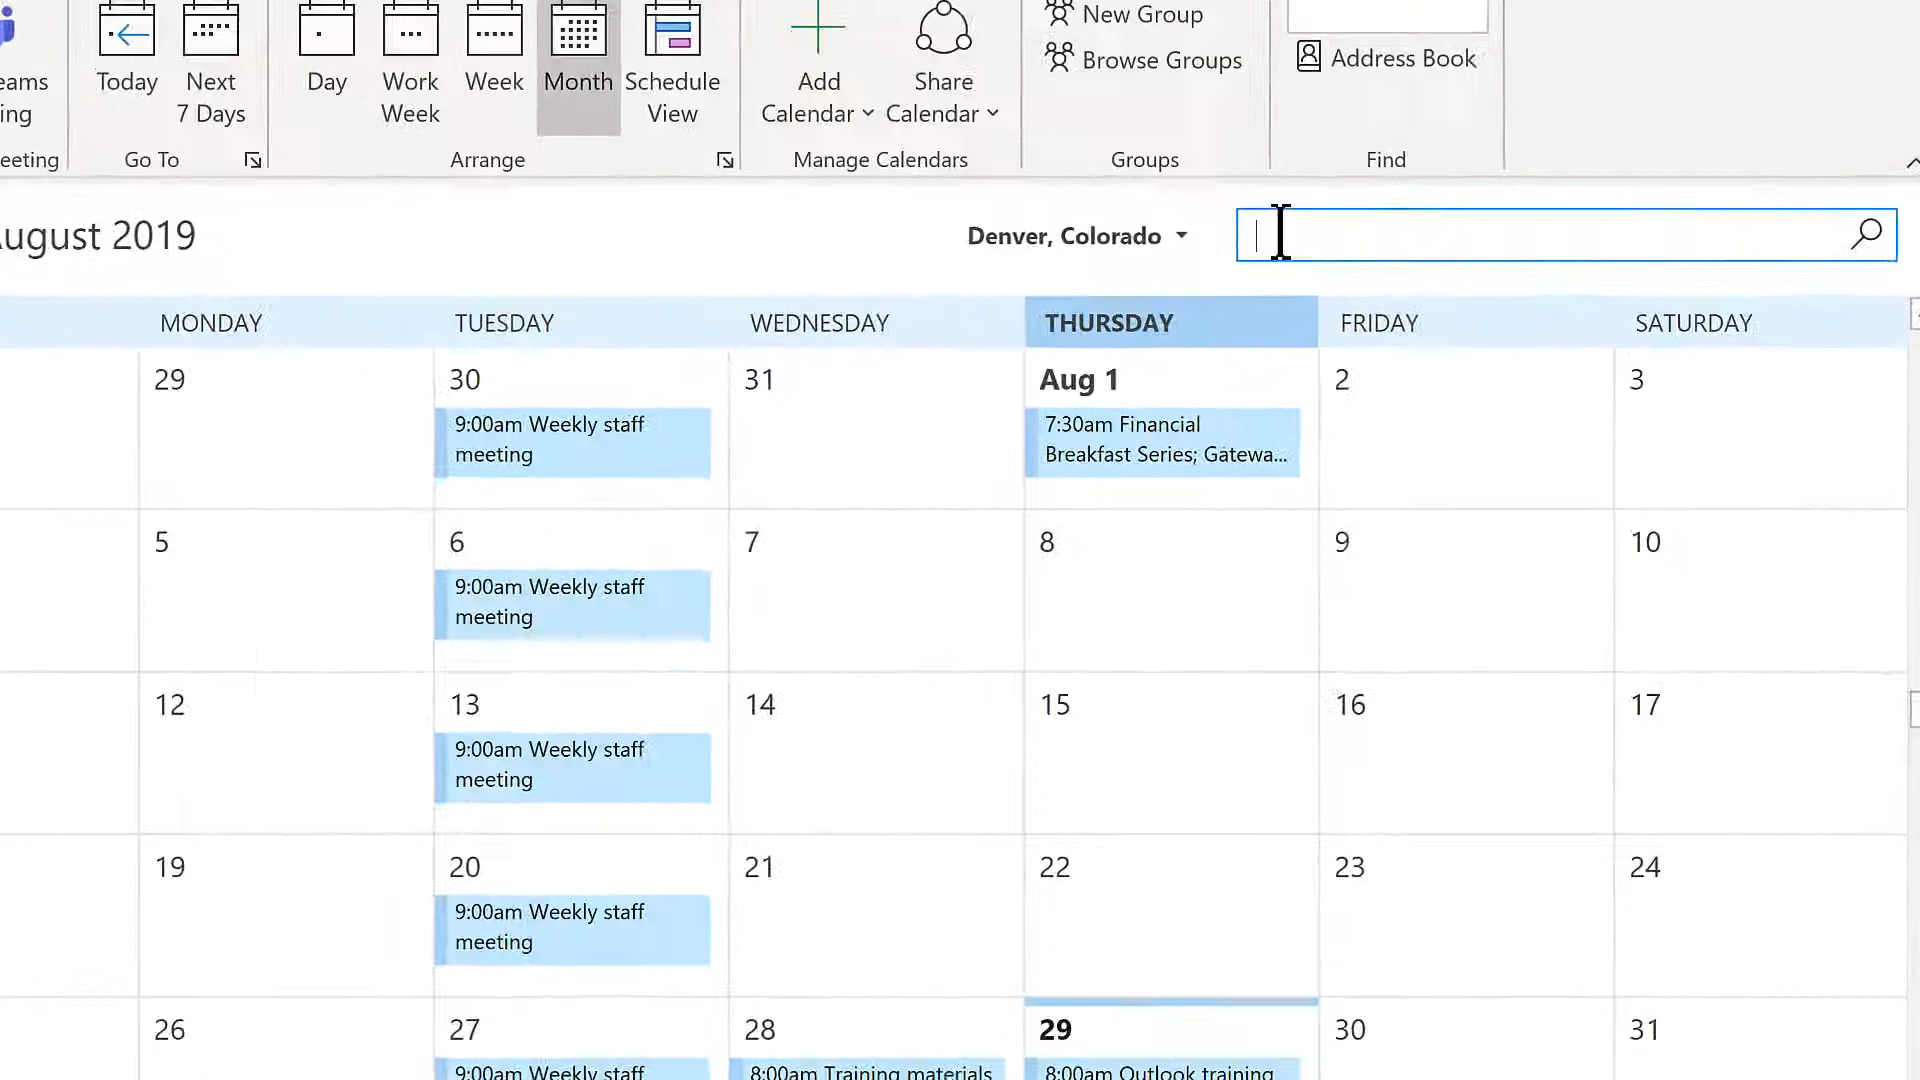 eams Today Next Day Work Week Month Schedule Add Share New Group
ing 7 Days Week View Calendar Calendar Browse Groups Address Book
eeting Go To Arrange Manage Calendars Groups Find
August 2019 Denver, Colorado
MONDAY TUESDAY WEDNESDAY THURSDAY FRIDAY SATURDAY
29 30 31 Aug 1 2 3
9:00am Weekly staff 7:30am Financial
meeting Breakfast Series; Gatewa...
5 6 7 8 9 10
9:00am Weekly staff
meeting
12 13 14 15 16 17
9:00am Weekly staff
meeting
19 20 21 22 23 24
9:00am Weekly staff
meeting
26 27 28 29 30 31
9:00am Weekly staff 8:00am Training materials 8:00am Outlook training